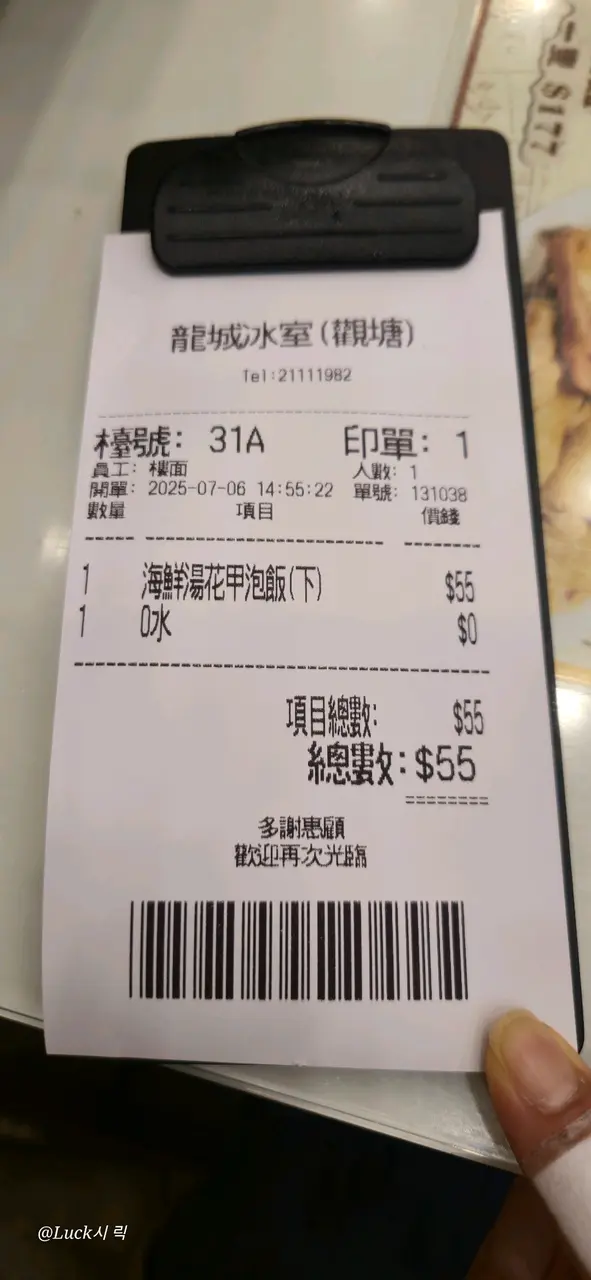 一覽 $177
龍城冰室(觀塘)
Tel:21111982
檯號: 31A 印單: 1
員工: 樓面 人數: 1
開單: 2025-07-06 14:55:22 單號: 131038
數量 項目 價錢
1 海鮮湯花甲泡飯(下) $55
1 0水 $0
項目總數: $55
總數:$55
多謝惠顧
歡迎再次光臨
@Luck시 릭